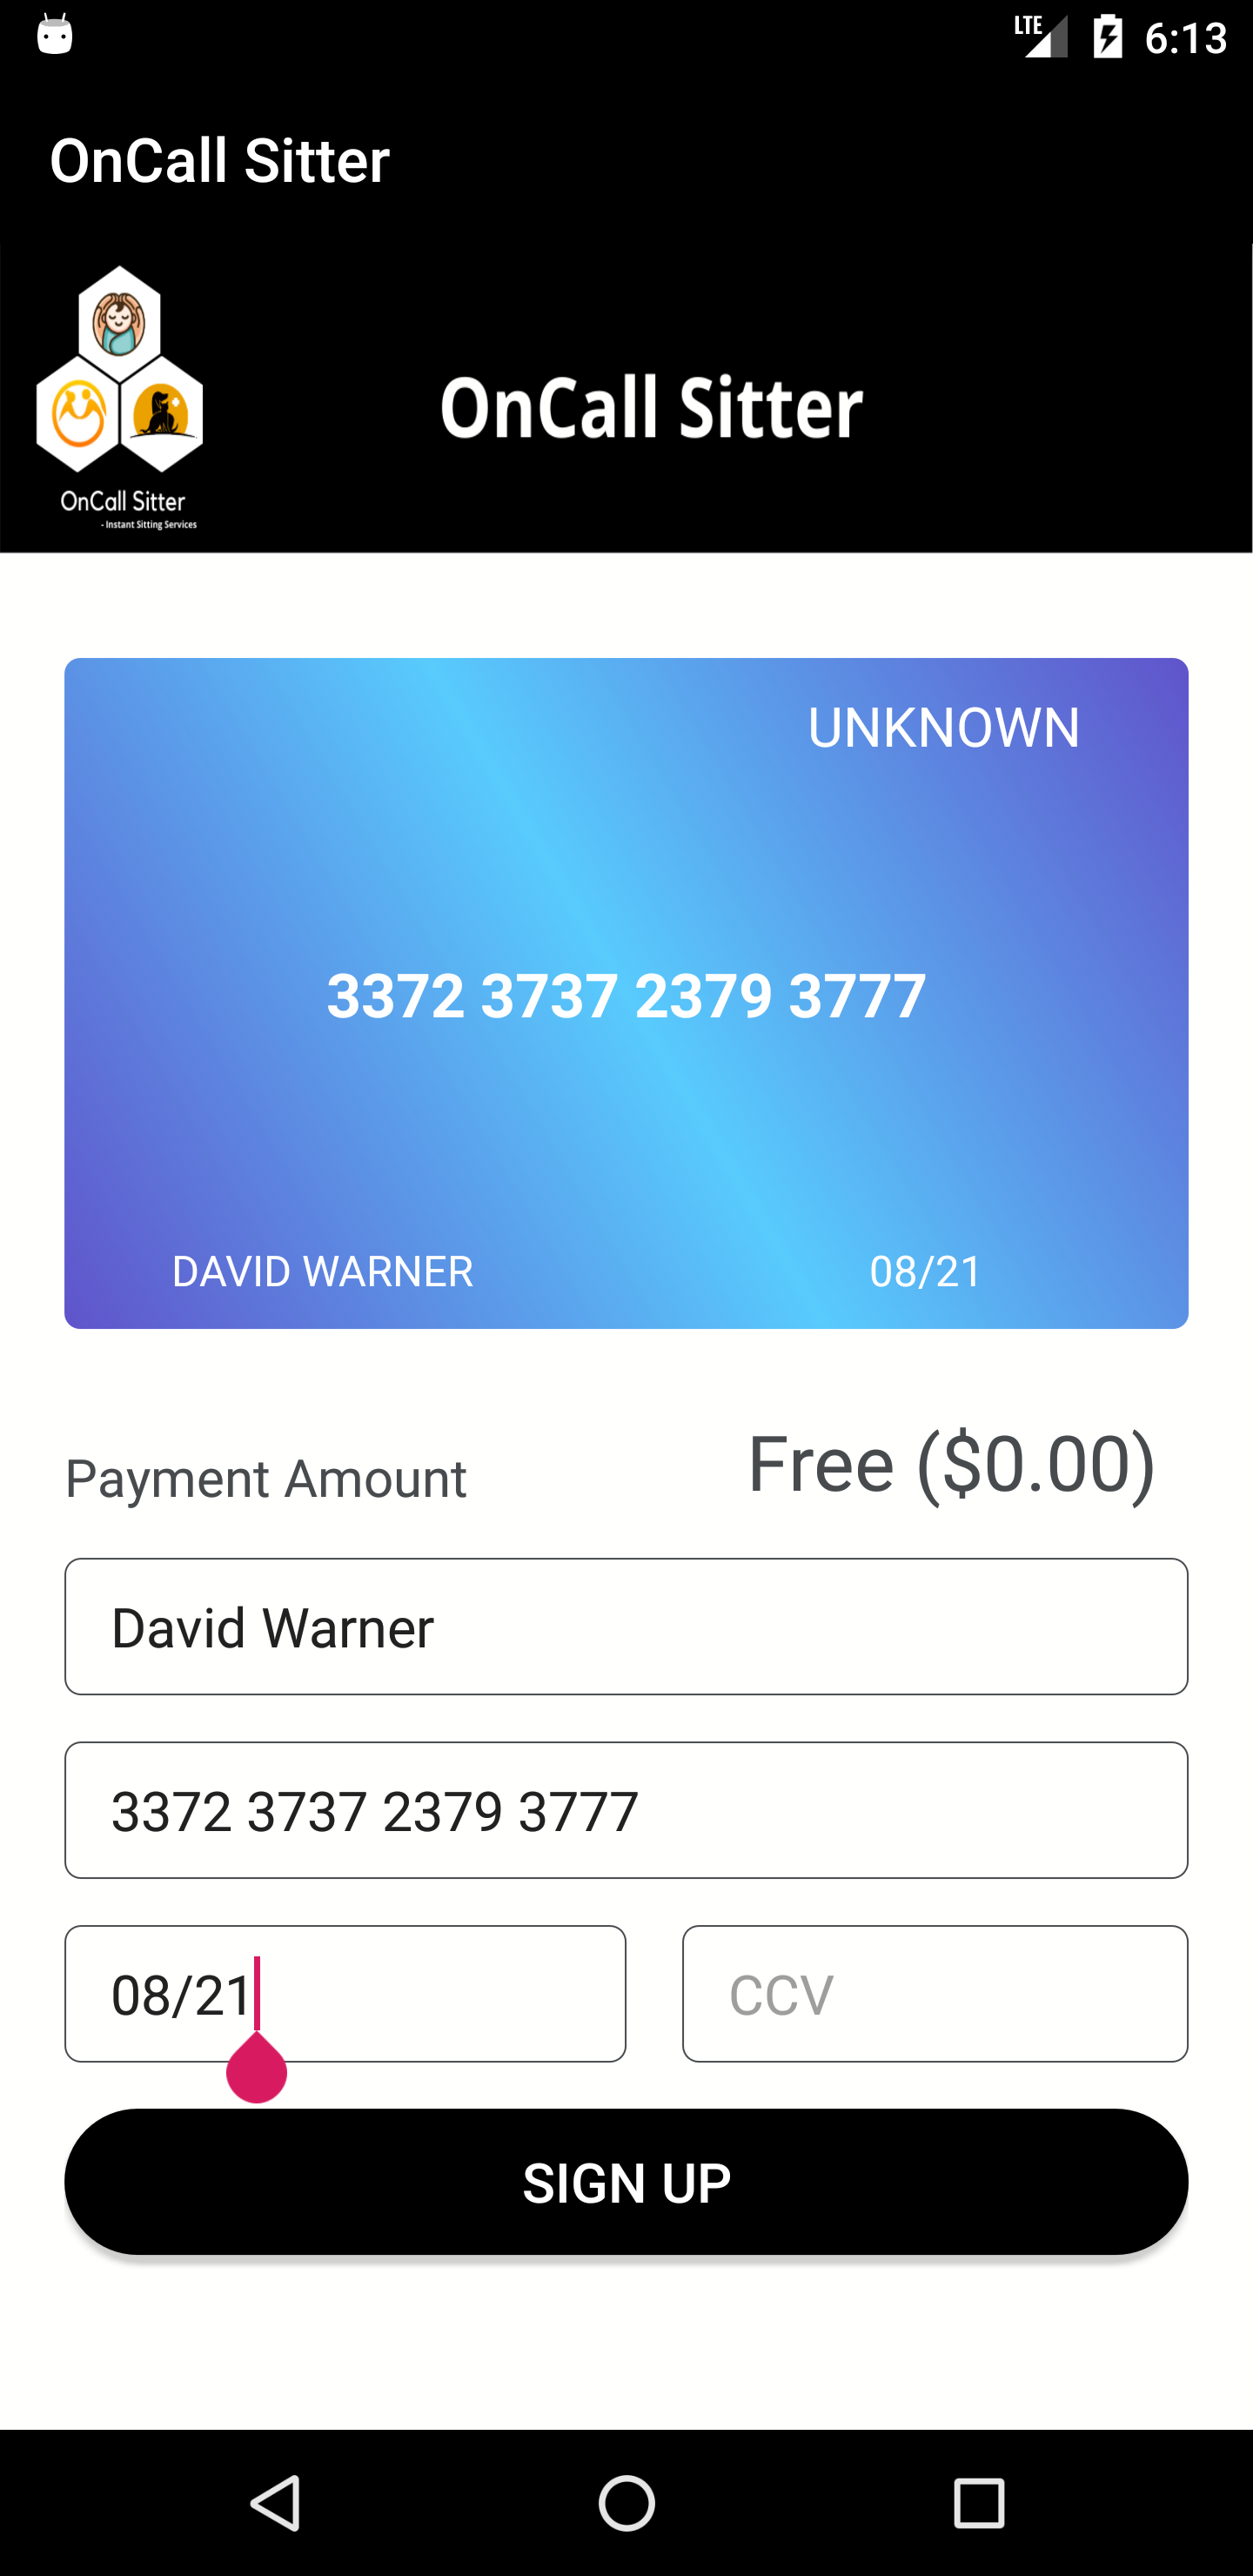 LTE 6:13
OnCall Sitter
OnCall Sitter
OnCall Sitter
- Instant Sitting Services
UNKNOWN
3372 3737 2379 3777
DAVID WARNER 08/21
Payment Amount Free ($0.00)
David Warner
3372 3737 2379 3777
08/21 CCV
SIGN UP